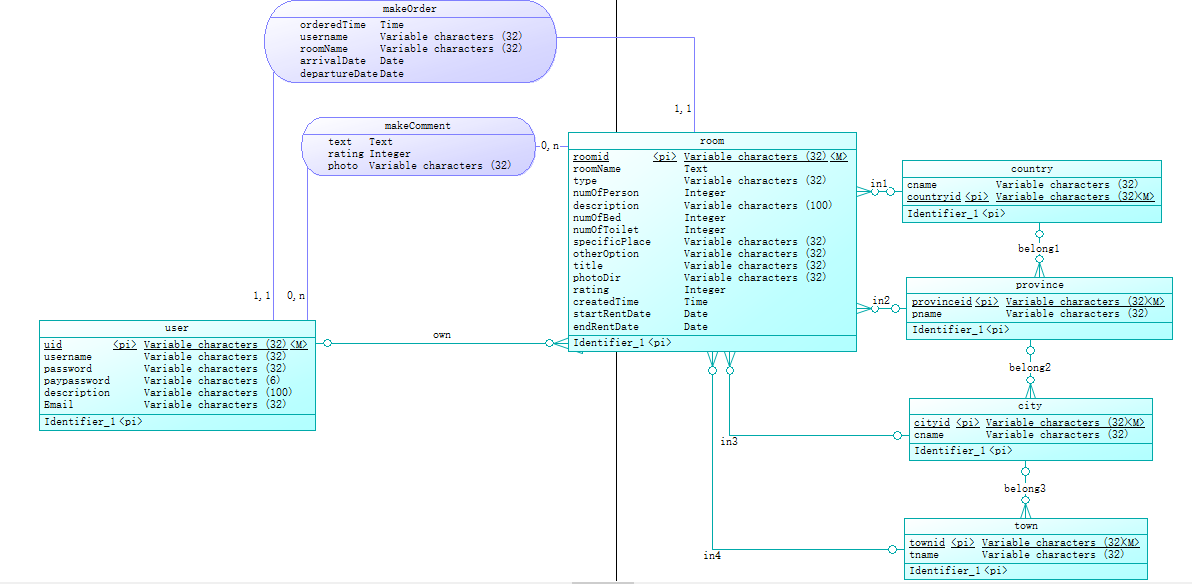 makeOrder
orderedTime Time
username Variable characters (32)
roomName Variable characters (32)
arrivalDate Date
departureDate Date
1,1
makeComment
text Text
rating Integer
photo Variable characters (32)
0,n
room
roomid <pi> Variable characters (32) <M>
roomName Text
type Variable characters (32)
numOfPerson Integer
description Variable characters (100)
numOfBed Integer
numOfToilet Integer
specificPlace Variable characters (32)
otherOption Variable characters (32)
title Variable characters (32)
photoDir Variable characters (32)
rating Integer
createdTime Time
startRentDate Date
endRentDate Date
Identifier_1 <pi>
in1
country
cname Variable characters (32)
countryid <pi> Variable characters (32)<M>
Identifier_1 <pi>
belong1
in2
province
provinceid <pi> Variable characters (32)<M>
pname Variable characters (32)
Identifier_1 <pi>
1,1
0,n
user
uid <pi> Variable characters (32) <M>
username Variable characters (32)
password Variable characters (32)
paypassword Variable characters (6)
description Variable characters (100)
Email Variable characters (32)
Identifier_1 <pi>
own
belong2
city
cityid <pi> Variable characters (32)<M>
cname Variable characters (32)
Identifier_1 <pi>
in3
belong3
town
townid <pi> Variable characters (32)<M>
tname Variable characters (32)
Identifier_1 <pi>
in4